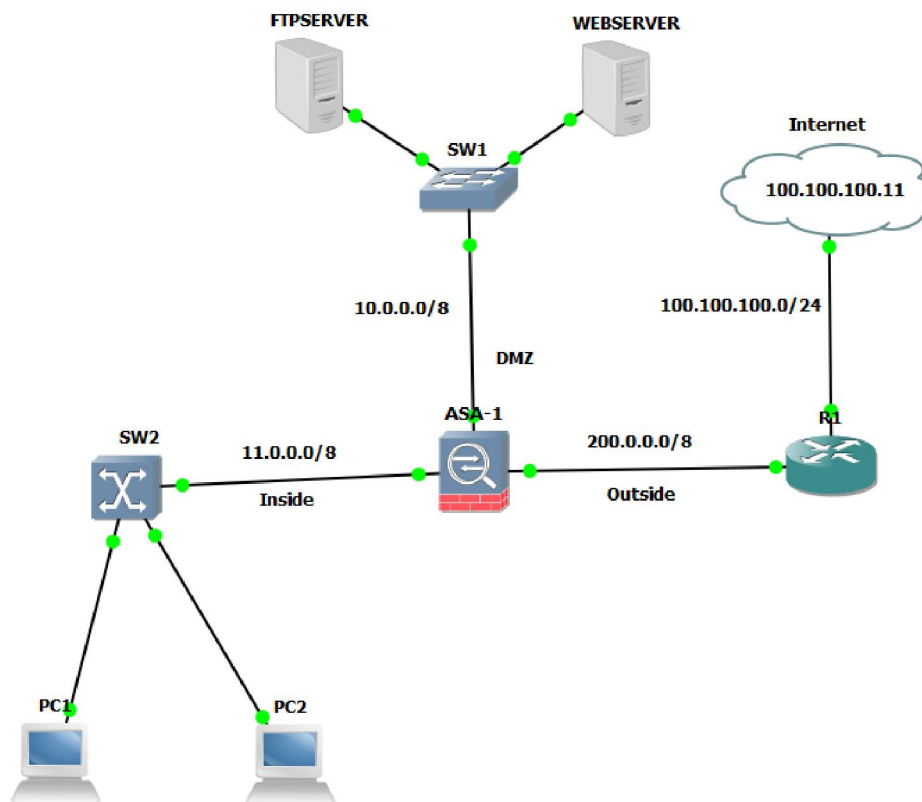 FTPSERVER
WEBSERVER
Internet
SW1
100.100.100.11
10.0.0.0/8
100.100.100.0/24
DMZ
ASA-1
R1
SW2
11.0.0.0/8
200.0.0.0/8
Inside
Outside
PC1
PC2